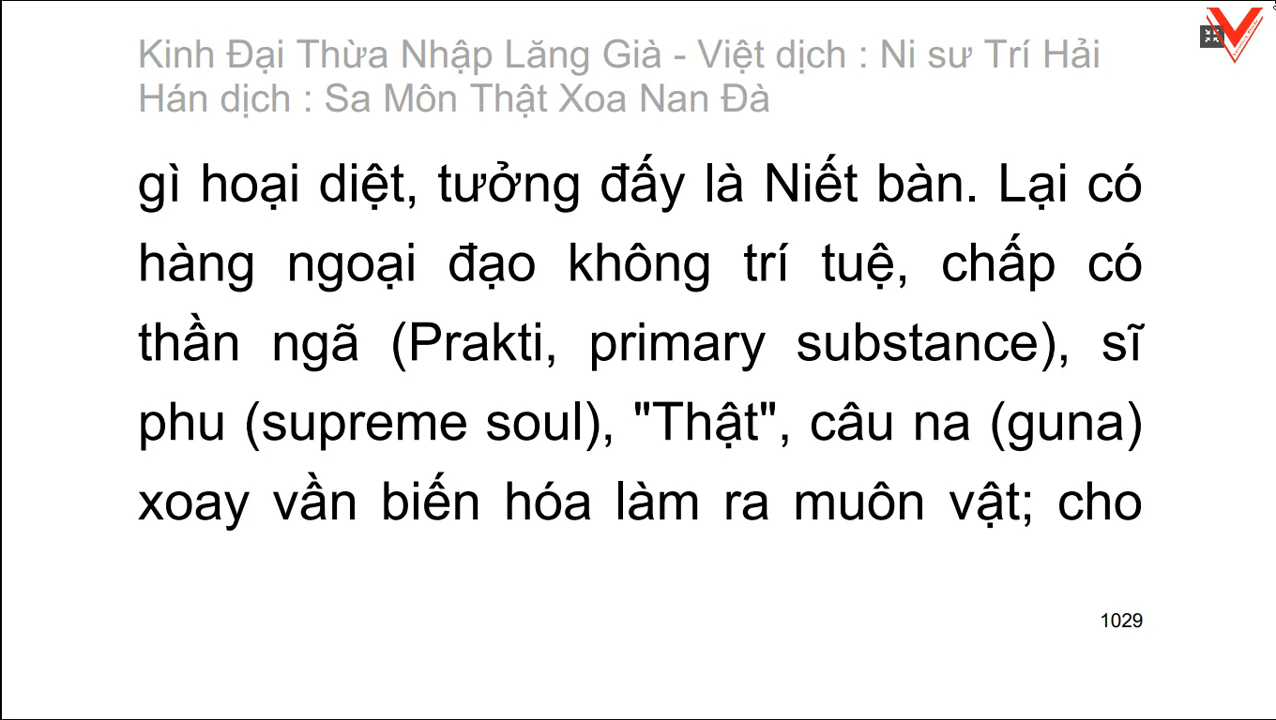 Kinh Đại Thừa Nhập Lăng Già - Việt dịch : Ni sư Trí Hải
Hán dịch : Sa Môn Thật Xoa Nan Đà
gì hoại diệt, tưởng đấy là Niết bàn. Lại có
hàng ngoại đạo không trí tuệ, chấp có
thần ngã (Prakti, primary substance), sĩ
phu (supreme soul), "Thật", câu na (guna)
xoay vần biến hóa làm ra muôn vật; cho
1029